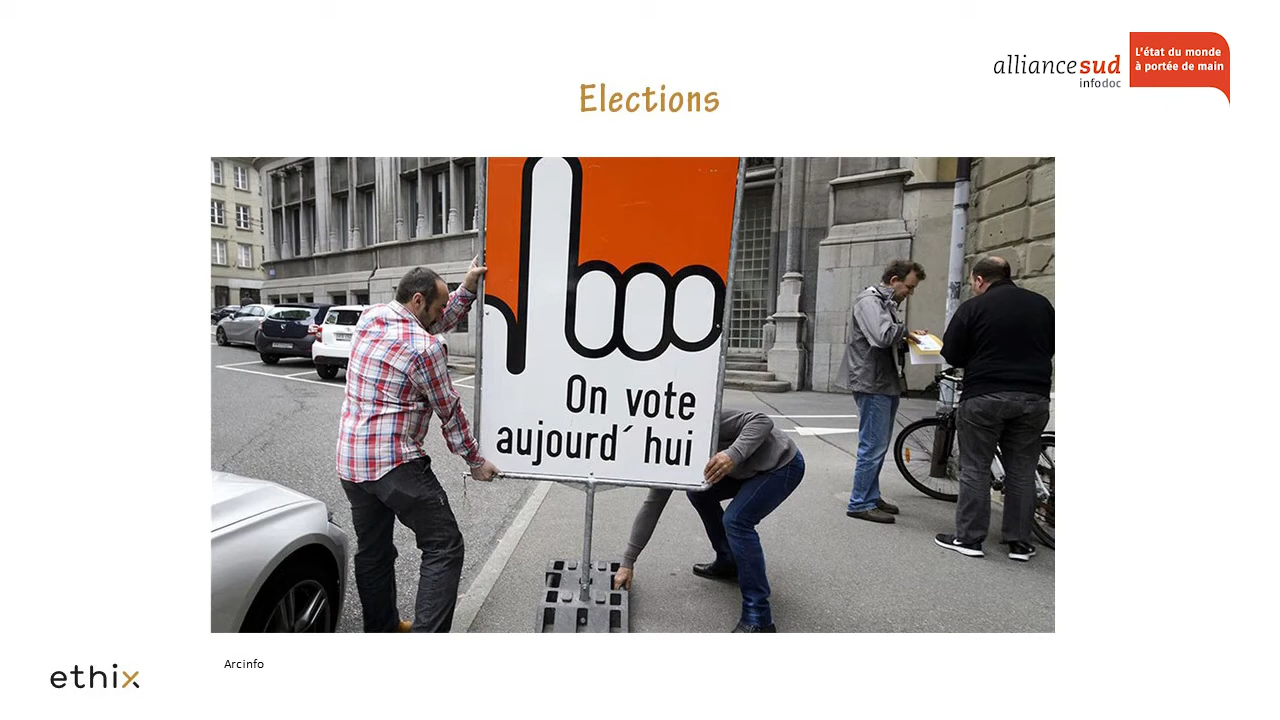 alliancesud
infodoc
L'état du monde
à portée de main
Elections
On vote
aujourd´hui
Arcinfo
ethix